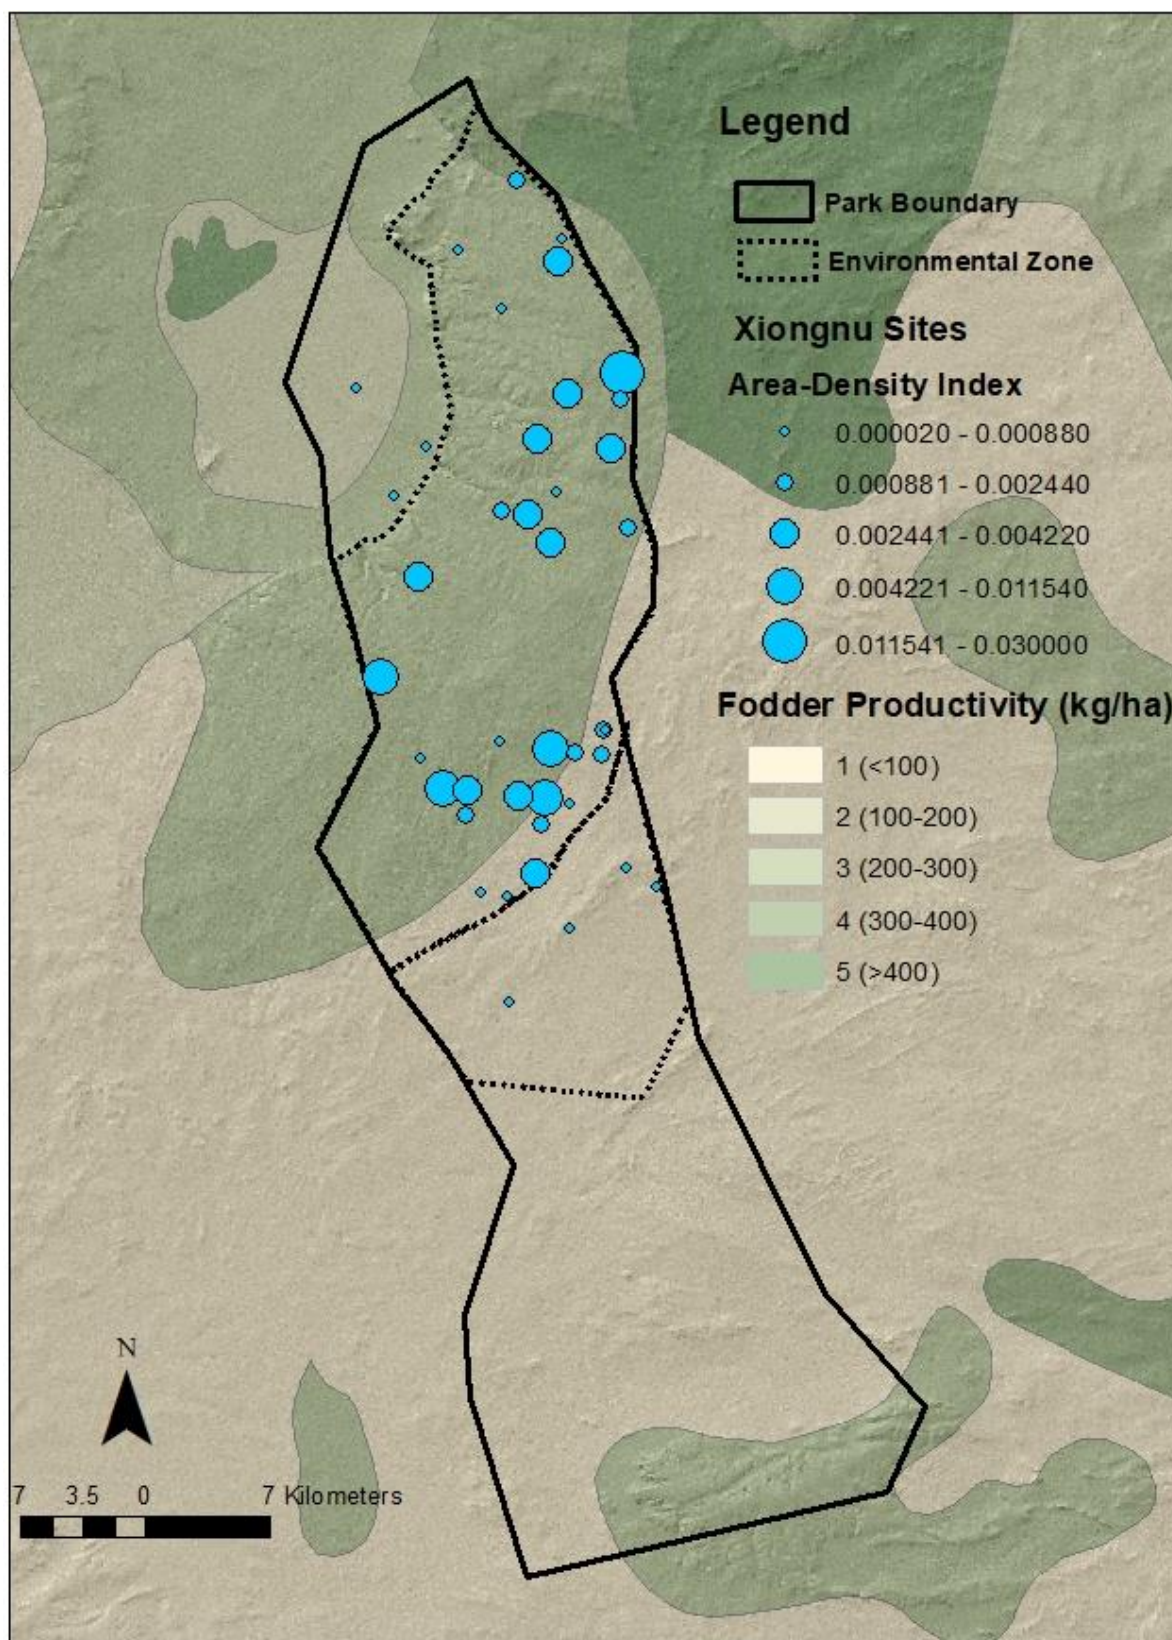 Legend
Park Boundary
Environmental Zone
Xiongnu Sites
Area-Density Index
0.000020 - 0.000880
0.000881 - 0.002440
0.002441 - 0.004220
0.004221 - 0.011540
0.011541 - 0.030000
Fodder Productivity (kg/ha)
1 (<100)
2 (100-200)
3 (200-300)
4 (300-400)
5 (>400)
N
7 3.5 0 7 Kilometers